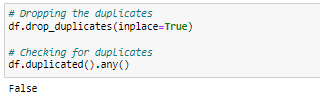 # Dropping the duplicates
df.drop_duplicates(inplace=True)
# Checking for duplicates
df.duplicated().any()
False